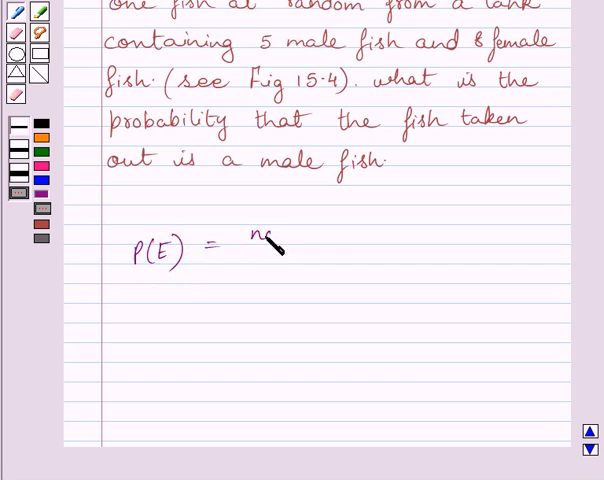 one fish at random from a tank
containing 5 male fish and 8 female
fish. (see Fig 15.4). what is the
probability that the fish taken
out is a male fish.
P(E) = no